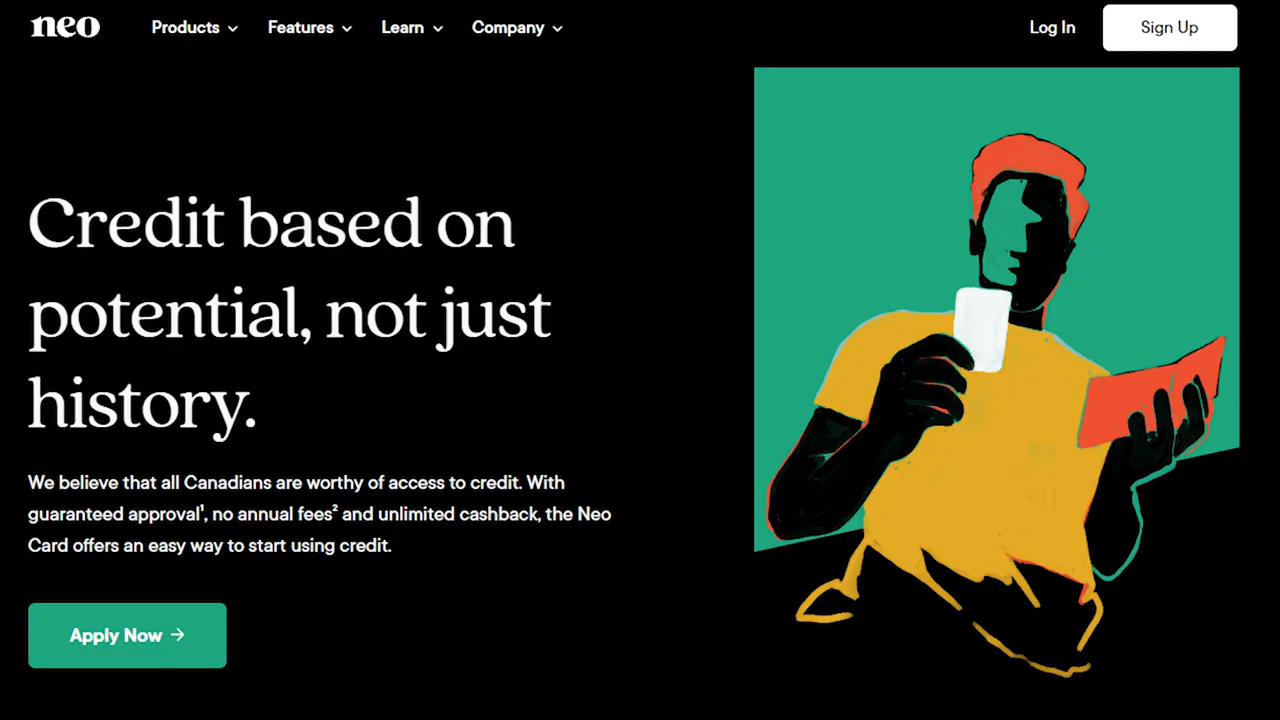 neo
Products
Features
Learn
Company
Log In
Sign Up
Credit based on
potential, not just
history.
We believe that all Canadians are worthy of access to credit. With
guaranteed approval¹, no annual fees² and unlimited cashback, the Neo
Card offers an easy way to start using credit.
Apply Now →